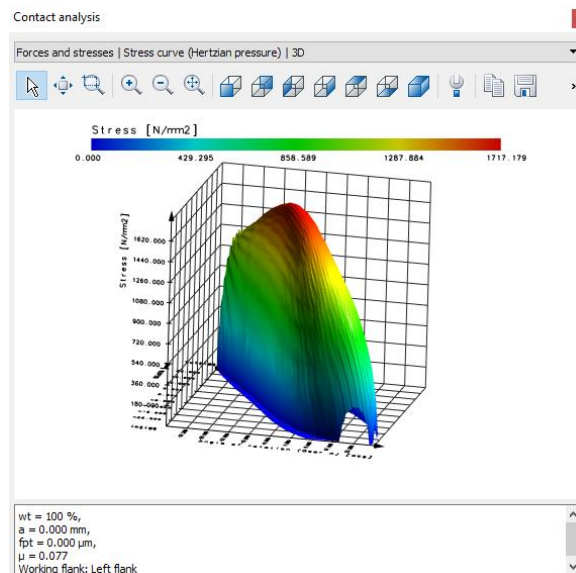 Contact analysis
Forces and stresses | Stress curve (Hertzian pressure) | 3D
Stress [N/mm2]
0.000 429.295 858.589 1287.884 1717.179
Stress [N/mm2]
1620.000
1440.000
1260.000
1080.000
900.000
720.000
540.000
360.000
180.000
wt = 100 %,
a = 0.000 mm,
fpt = 0.000 µm,
µ = 0.077
Working flank: Left flank